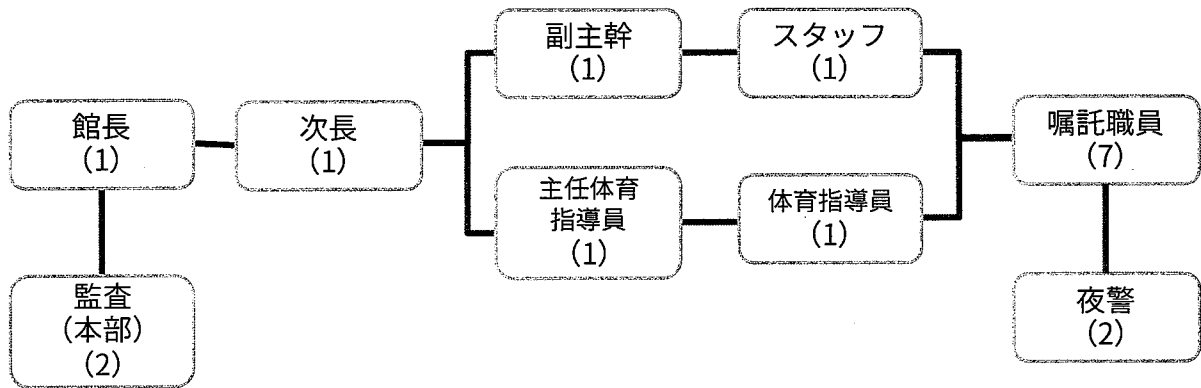 館長
(1)
監査
(本部)
(2)
次長
(1)
副主幹
(1)
スタッフ
(1)
主任体育
指導員
(1)
体育指導員
(1)
嘱託職員
(7)
夜警
(2)